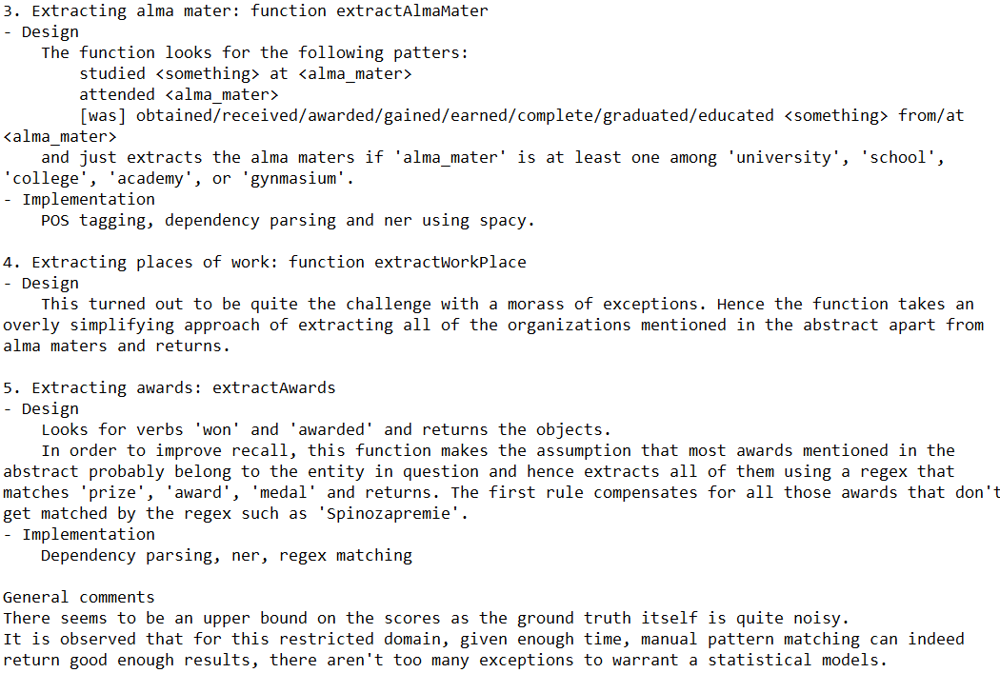 3. Extracting alma mater: function extractAlmaMater
- Design
The function looks for the following patters:
studied <something> at <alma_mater>
attended <alma_mater>
[was] obtained/received/awarded/gained/earned/complete/graduated/educated <something> from/at
<alma_mater>
and just extracts the alma maters if 'alma_mater' is at least one among 'university', 'school',
'college', 'academy', or 'gynmasium'.
- Implementation
POS tagging, dependency parsing and ner using spacy.
4. Extracting places of work: function extractWorkPlace
- Design
This turned out to be quite the challenge with a morass of exceptions. Hence the function takes an
overly simplifying approach of extracting all of the organizations mentioned in the abstract apart from
alma maters and returns.
5. Extracting awards: extractAwards
- Design
Looks for verbs 'won' and 'awarded' and returns the objects.
In order to improve recall, this function makes the assumption that most awards mentioned in the
abstract probably belong to the entity in question and hence extracts all of them using a regex that
matches 'prize', 'award', 'medal' and returns. The first rule compensates for all those awards that don't
get matched by the regex such as 'Spinozapremie'.
- Implementation
Dependency parsing, ner, regex matching
General comments
There seems to be an upper bound on the scores as the ground truth itself is quite noisy.
It is observed that for this restricted domain, given enough time, manual pattern matching can indeed
return good enough results, there aren't too many exceptions to warrant a statistical models.